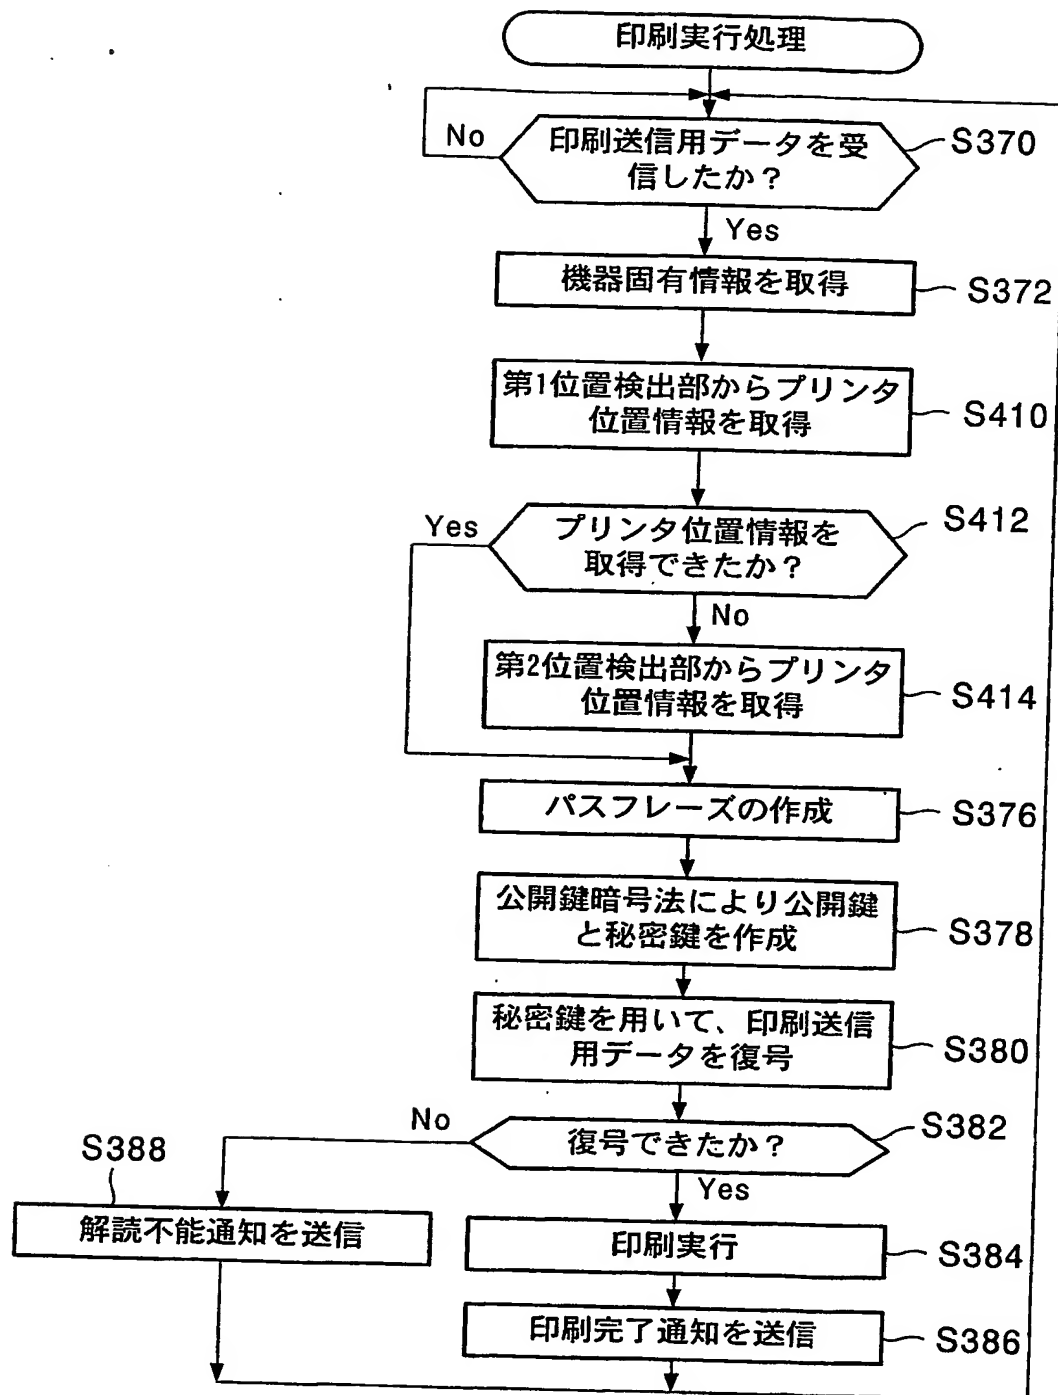 印刷実行処理
No
印刷送信用データを受
信したか？
S370
Yes
機器固有情報を取得
S372
第1位置検出部からプリンタ
位置情報を取得
S410
Yes
プリンタ位置情報を
取得できたか？
S412
No
第2位置検出部からプリンタ
位置情報を取得
S414
パスフレーズの作成
S376
公開鍵暗号法により公開鍵
と秘密鍵を作成
S378
秘密鍵を用いて、印刷送信
用データを復号
S380
No
復号できたか？
S382
S388
Yes
解読不能通知を送信
印刷実行
S384
印刷完了通知を送信
S386